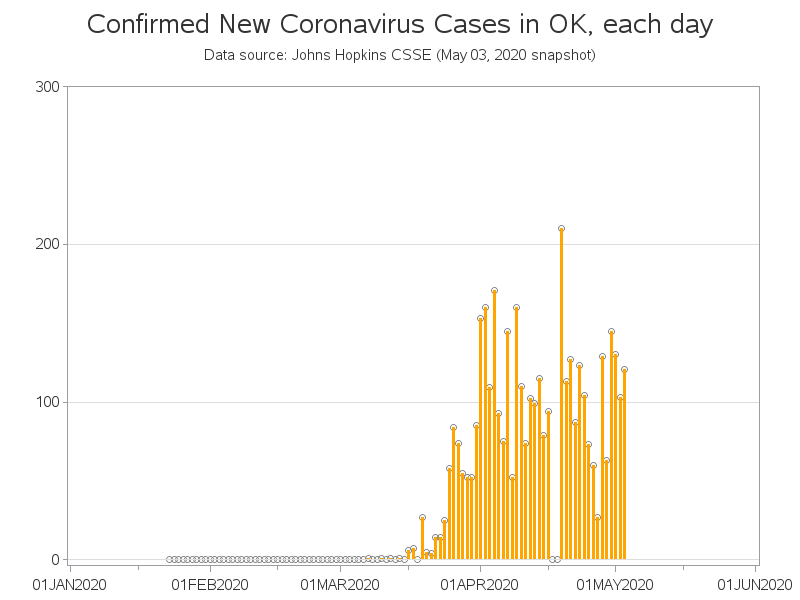 Confirmed New Coronavirus Cases in OK, each day
Data source: Johns Hopkins CSSE (May 03, 2020 snapshot)
300
200
100
0
01JAN2020 01FEB2020 01MAR2020 01APR2020 01MAY2020 01JUN2020